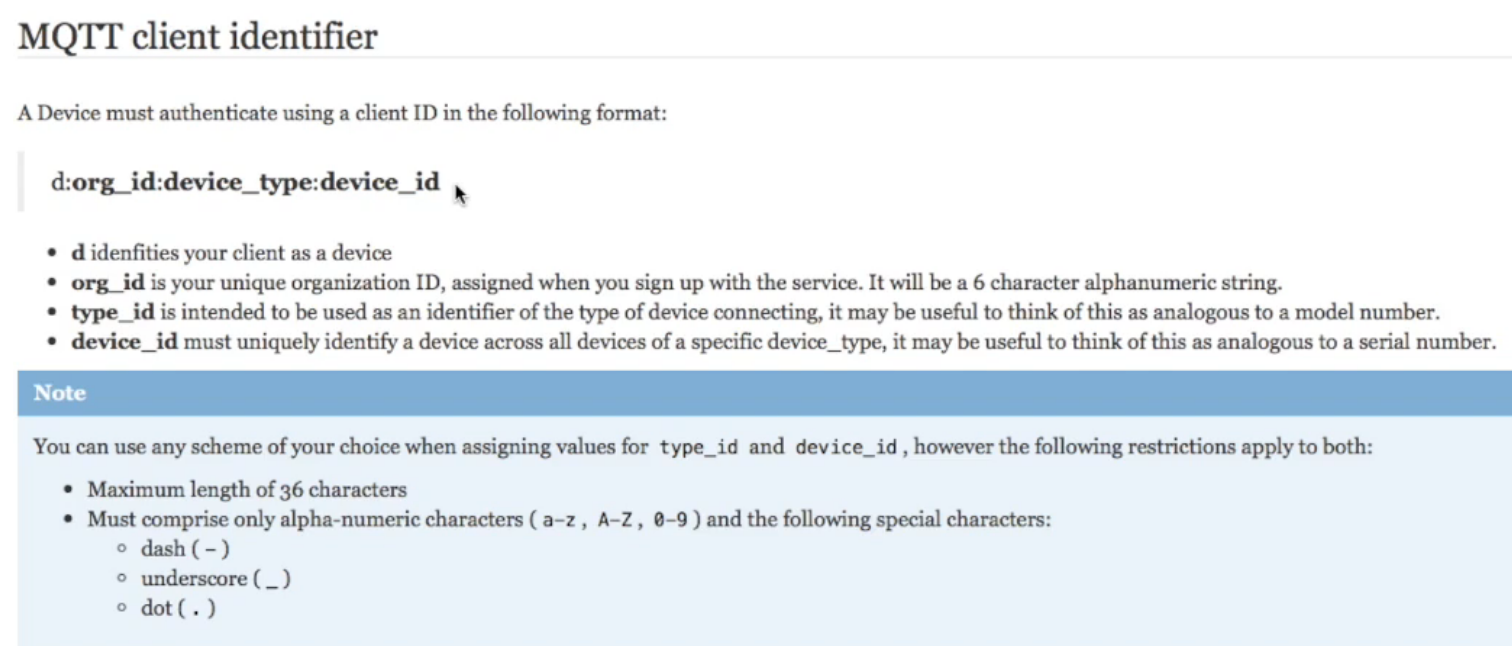 MQTT client identifier
A Device must authenticate using a client ID in the following format:
d:org_id:device_type:device_id
• d idenfities your client as a device
• org_id is your unique organization ID, assigned when you sign up with the service. It will be a 6 character alphanumeric string.
• type_id is intended to be used as an identifier of the type of device connecting, it may be useful to think of this as analogous to a model number.
• device_id must uniquely identify a device across all devices of a specific device_type, it may be useful to think of this as analogous to a serial number.
Note
You can use any scheme of your choice when assigning values for type_id and device_id, however the following restrictions apply to both:
• Maximum length of 36 characters
• Must comprise only alpha-numeric characters (a-z, A-Z, 0-9) and the following special characters:
◦ dash (-)
◦ underscore (_)
◦ dot (.)